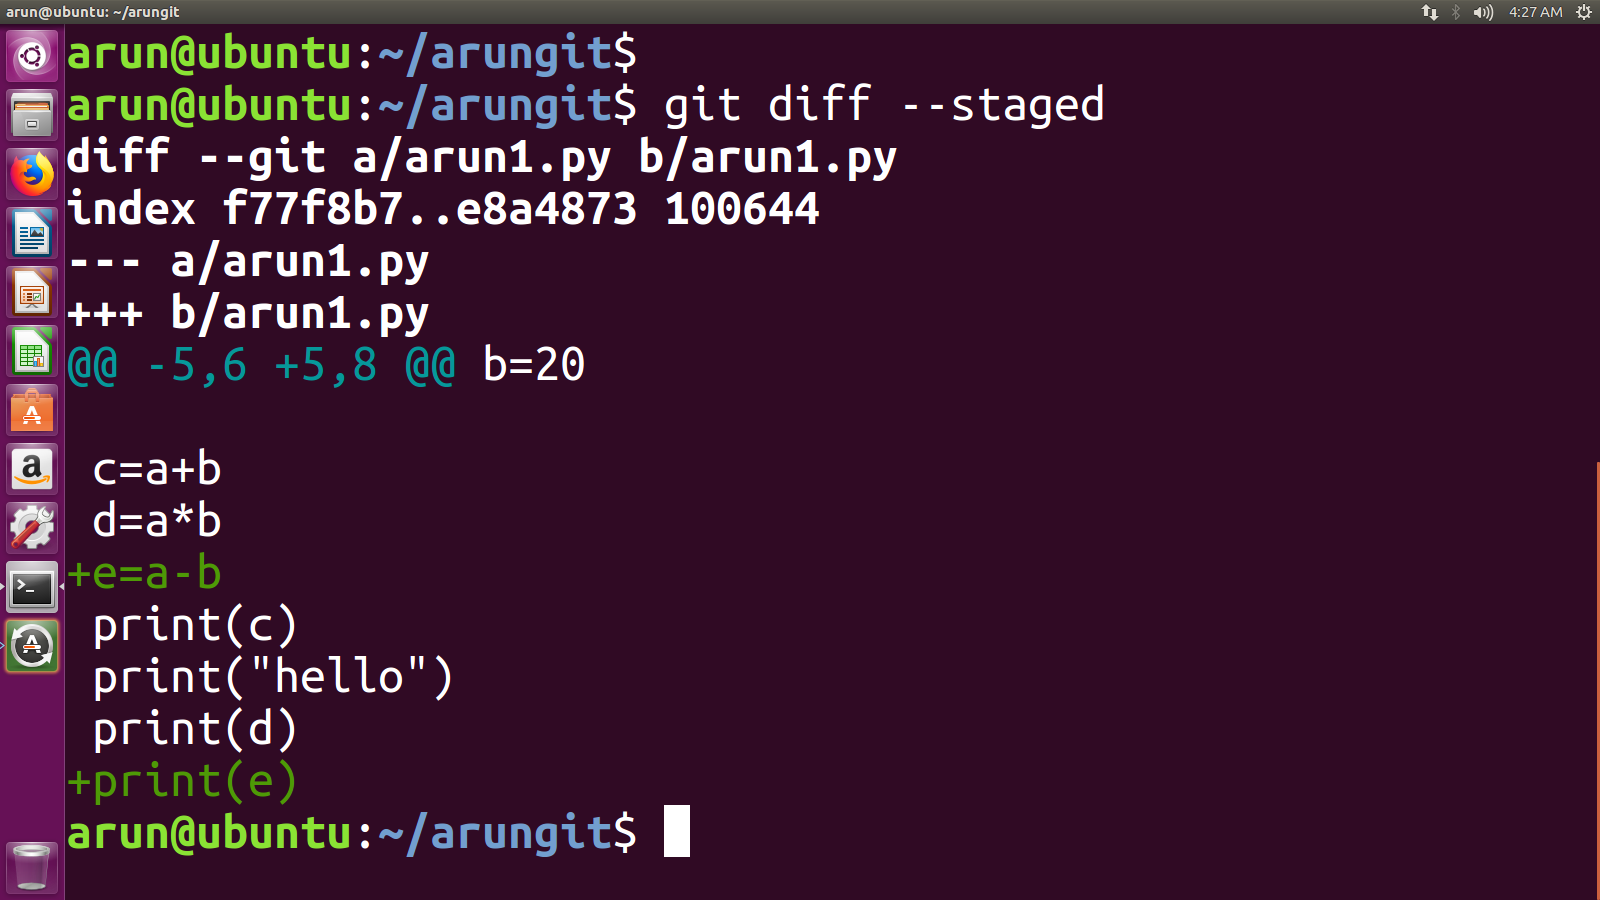 arun@ubuntu: ~/arungit
4:27 AM
arun@ubuntu:~/arungit$
arun@ubuntu:~/arungit$ git diff --staged
diff --git a/arun1.py b/arun1.py
index f77f8b7..e8a4873 100644
--- a/arun1.py
+++ b/arun1.py
@@ -5,6 +5,8 @@ b=20

 c=a+b
 d=a*b
+e=a-b
 print(c)
 print("hello")
 print(d)
+print(e)
arun@ubuntu:~/arungit$